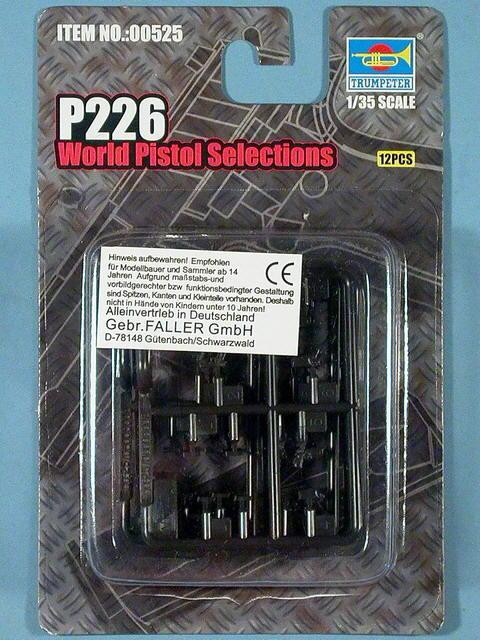 ITEM NO.:00525
TRUMPETER
®
1/35 SCALE
P226
World Pistol Selections
12PCS
Hinweis aufbewahren! Empfohlen
für Modellbauer und Sammler ab 14
Jahren Aufgrund maßstabs-und
vorbildgerechter bzw funktionsbedingter Gestaltung
sind Spitzen, Kanten und Kleinteile vorhanden. Deshalb
nicht in Hände von Kindern unter 10 Jahren!
CE
Alleinvertrieb in Deutschland
Gebr.FALLER GmbH
D-78148 Gütenbach/Schwarzwald